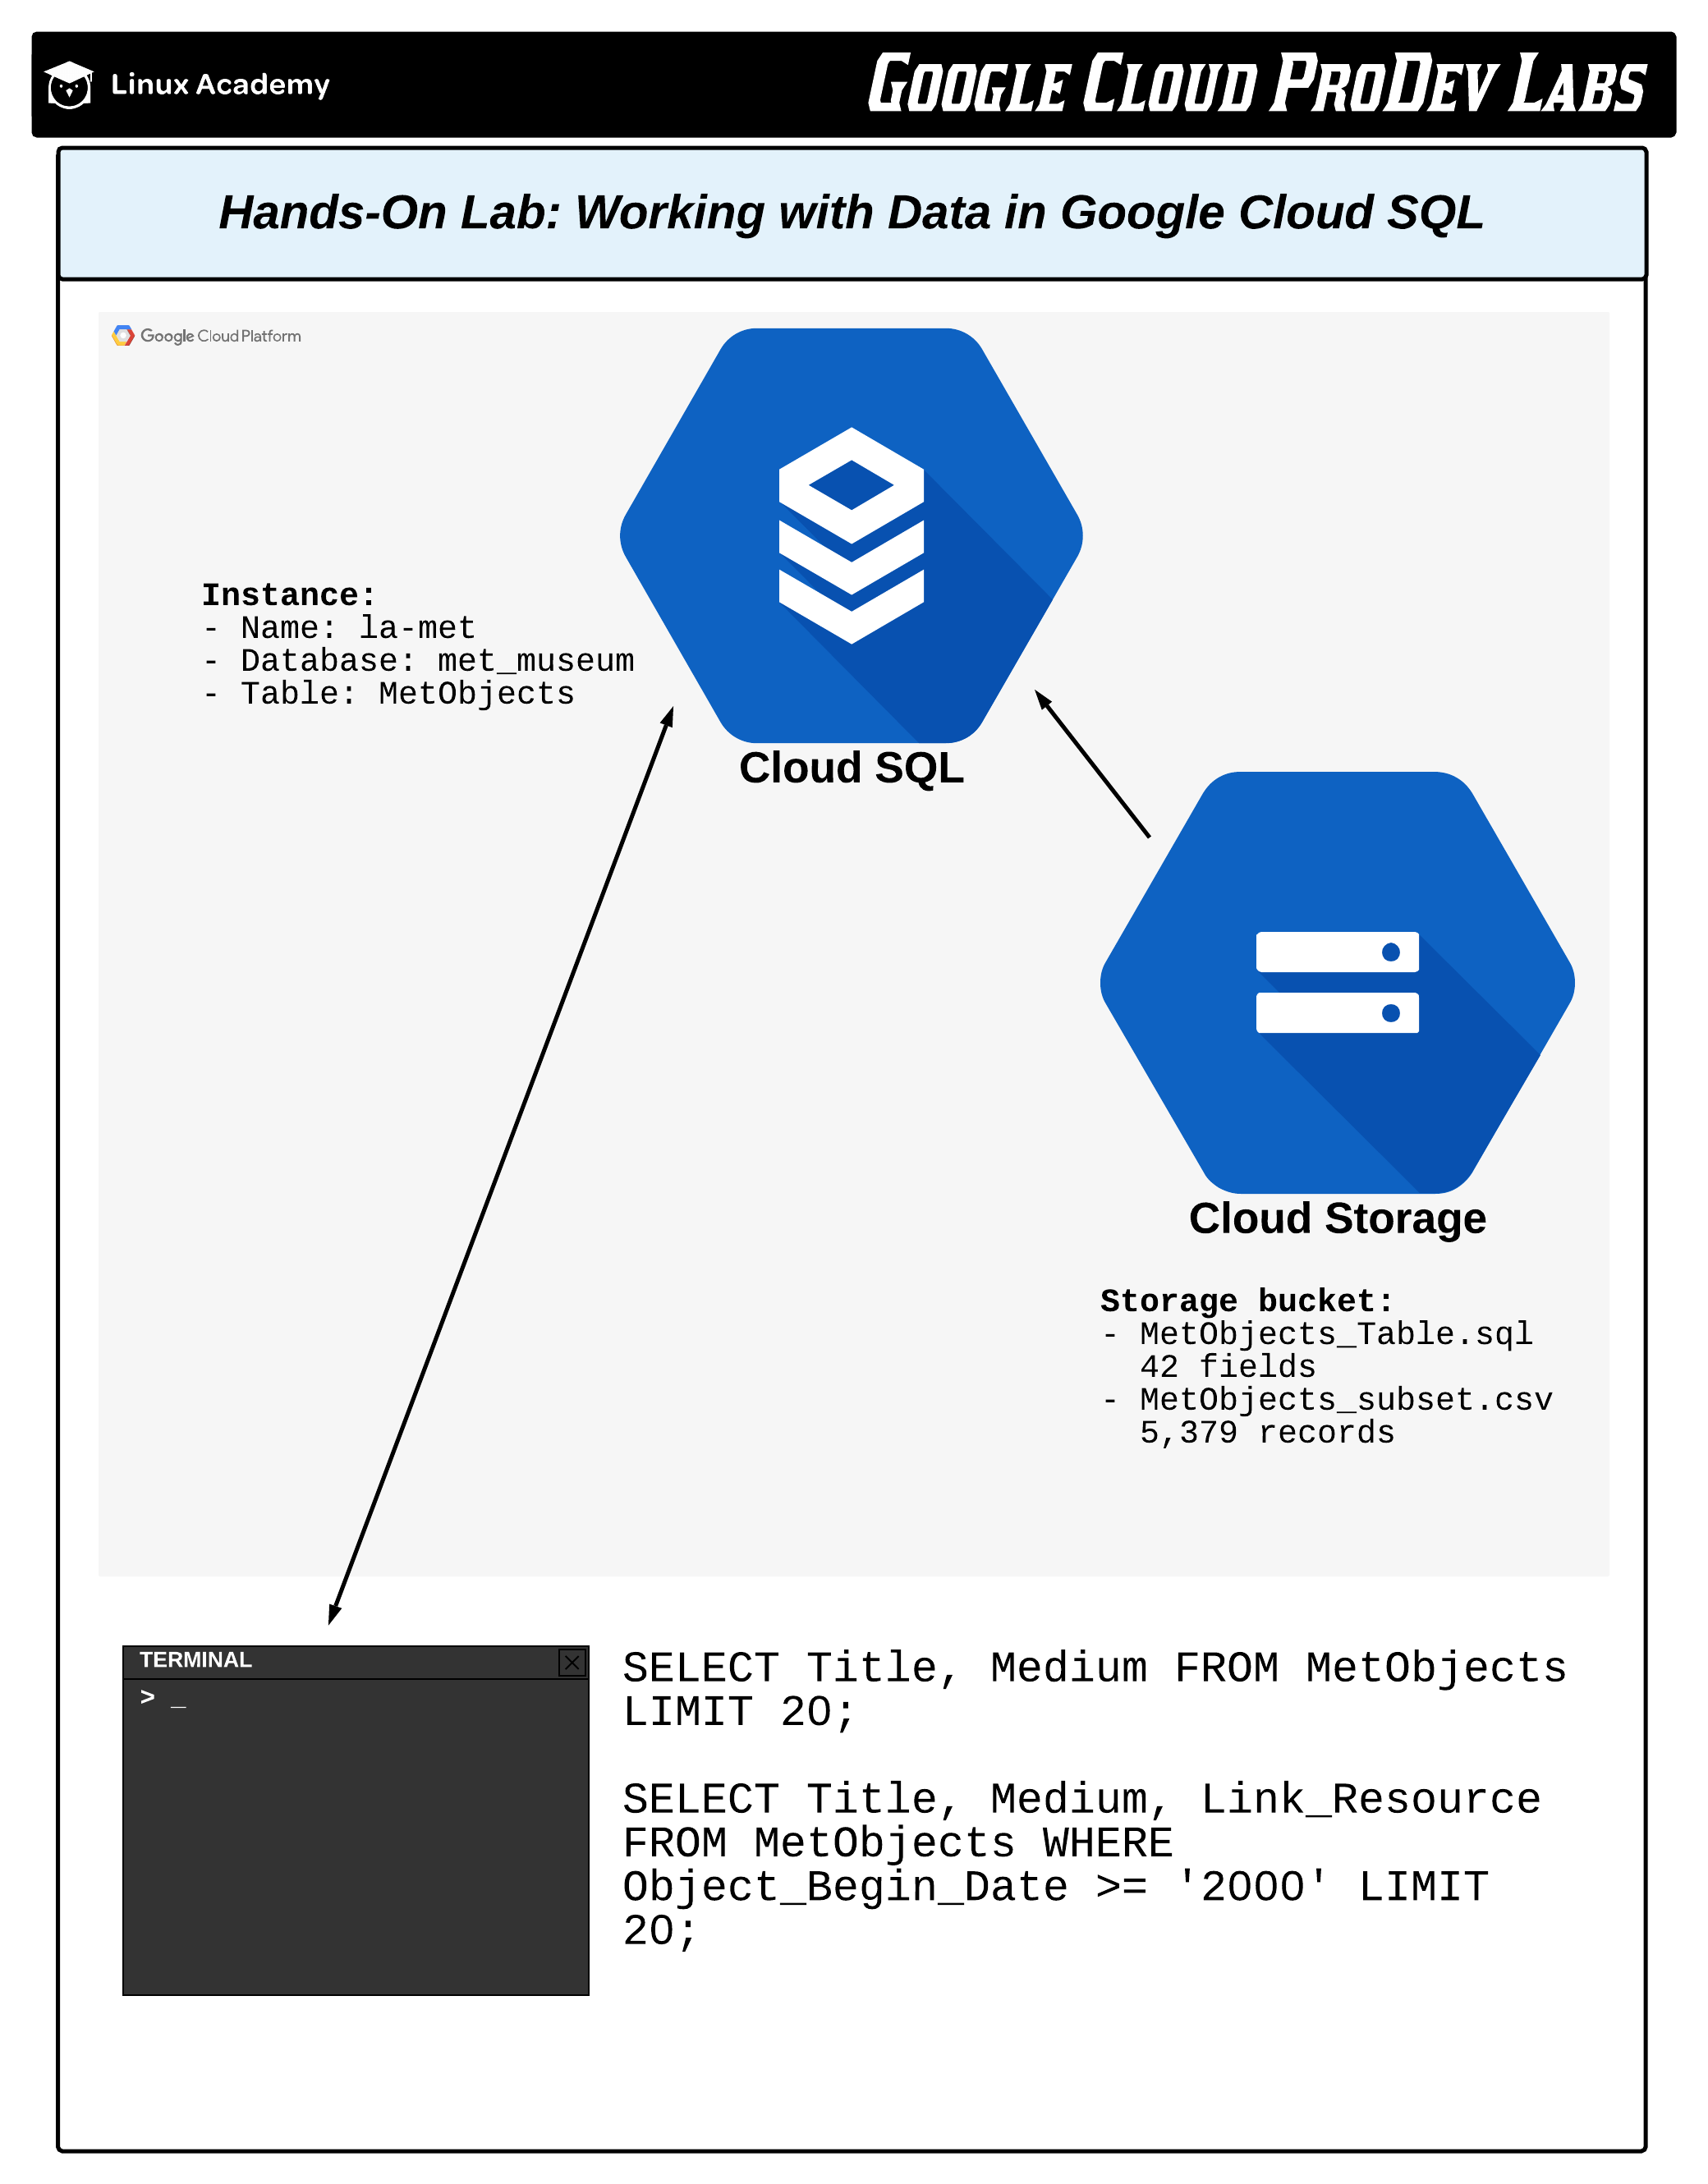 Linux Academy
Google Cloud ProDev Labs
Hands-On Lab: Working with Data in Google Cloud SQL
Google Cloud Platform
Instance:
- Name: la-met
- Database: met_museum
- Table: MetObjects
Cloud SQL
Cloud Storage
Storage bucket:
- MetObjects_Table.sql
42 fields
- MetObjects_subset.csv
5,379 records
TERMINAL
> _
SELECT Title, Medium FROM MetObjects
LIMIT 20;
SELECT Title, Medium, Link_Resource
FROM MetObjects WHERE
Object_Begin_Date >= '2000' LIMIT
20;